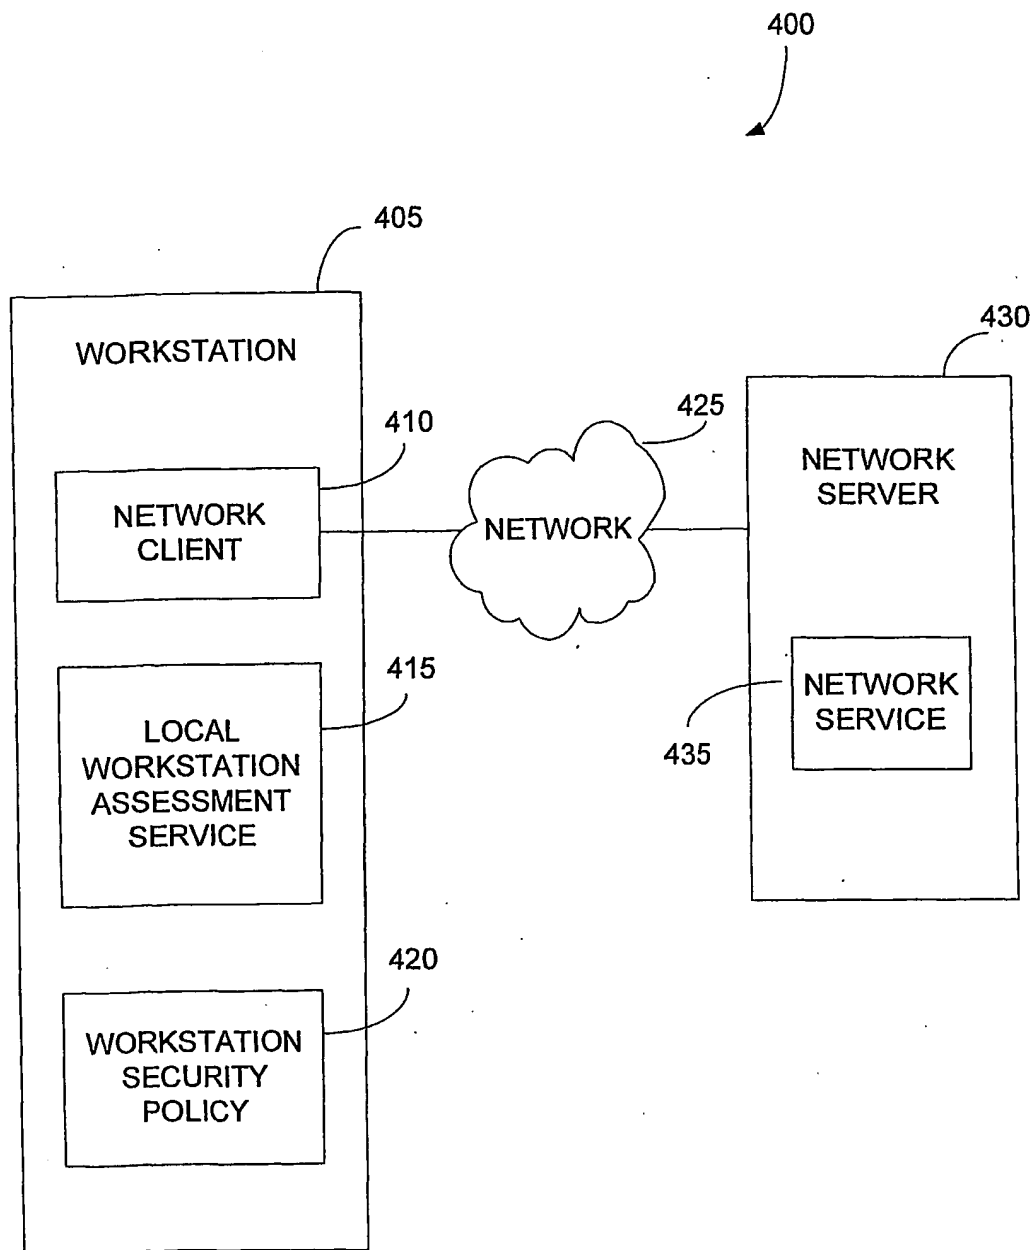 400
405
WORKSTATION
430
410
425
NETWORK
CLIENT
NETWORK
NETWORK
SERVER
415
LOCAL
WORKSTATION
ASSESSMENT
SERVICE
435
NETWORK
SERVICE
420
WORKSTATION
SECURITY
POLICY